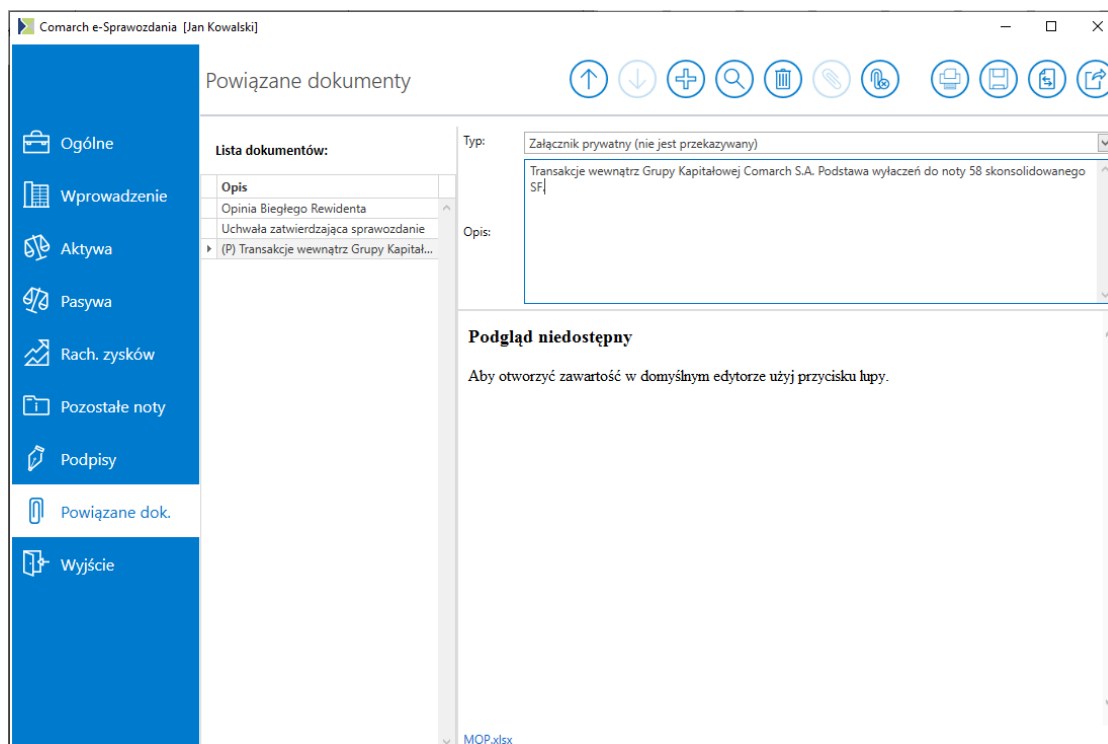 Comarch e-Sprawozdania [Jan Kowalski]
Powiązane dokumenty
Ogólne
Wprowadzenie
Aktywa
Pasywa
Rach. zysków
Pozostałe noty
Podpisy
Powiązane dok.
Wyjście
Lista dokumentów:
Opis
Opinia Biegłego Rewidenta
Uchwała zatwierdzająca sprawozdanie
(P) Transakcje wewnątrz Grupy Kapitał...
Typ:
Załącznik prywatny (nie jest przekazywany)
Opis:
Transakcje wewnątrz Grupy Kapitałowej Comarch S.A. Podstawa wyłaczeń do noty 58 skonsolidowanego
SF.
Podgląd niedostępny
Aby otworzyć zawartość w domyślnym edytorze użyj przycisku lupy.
MOP.xlsx